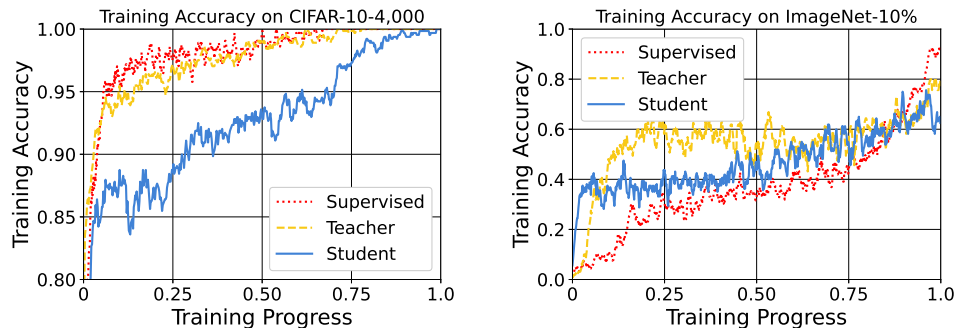 Training Accuracy on CIFAR-10-4,000
Training Accuracy
1.00
0.95
0.90
0.85
0.80
Supervised
Teacher
Student
0 0.25 0.50 0.75 1.0
Training Progress
Training Accuracy on ImageNet-10%
Training Accuracy
1.0
0.8
0.6
0.4
0.2
0.0
Supervised
Teacher
Student
0 0.25 0.50 0.75 1.0
Training Progress